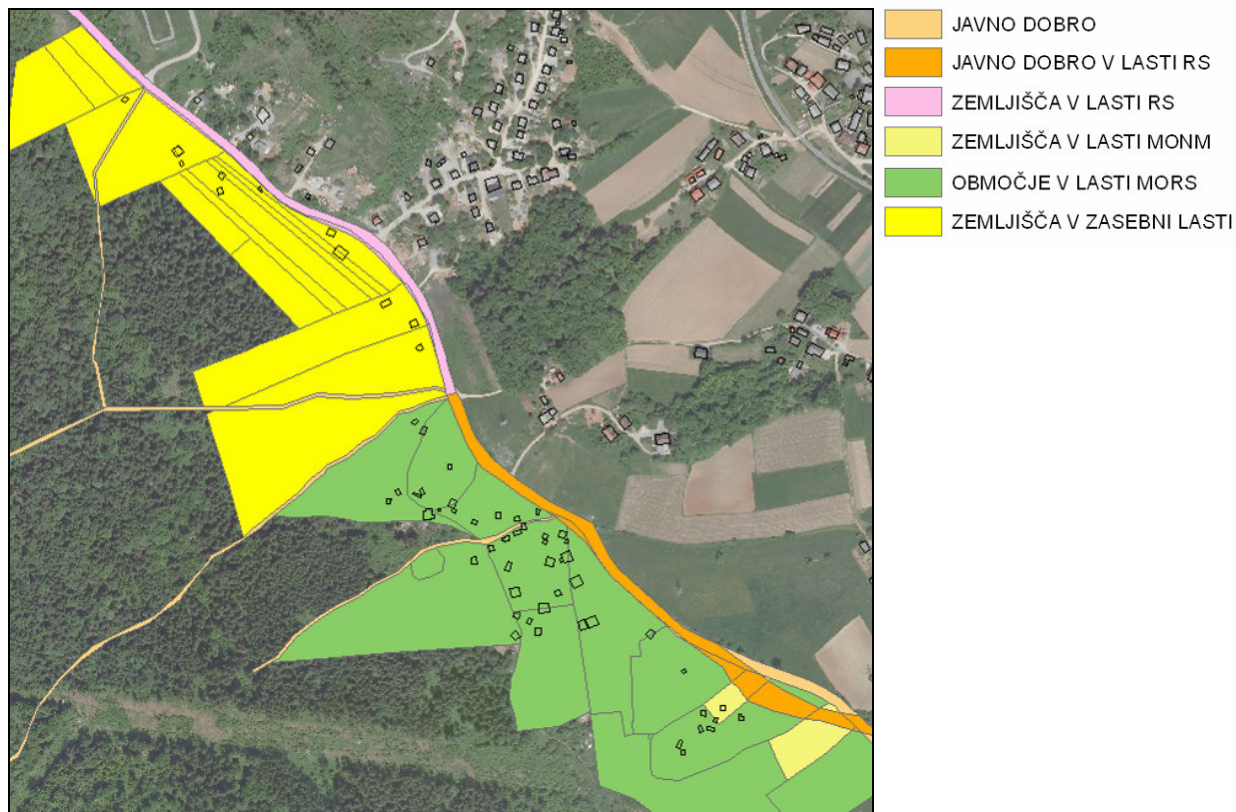 JAVNO DOBRO
JAVNO DOBRO V LASTI RS
ZEMLJIŠČA V LASTI RS
ZEMLJIŠČA V LASTI MONM
OBMOČJE V LASTI MORS
ZEMLJIŠČA V ZASEBNI LASTI